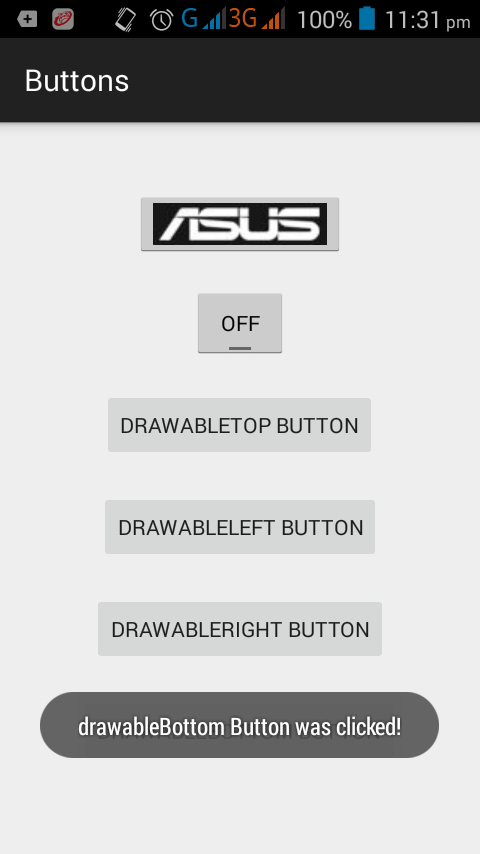 G 3G 100% 11:31 pm
Buttons
ASUS
OFF
DRAWABLETOP BUTTON
DRAWABLELEFT BUTTON
DRAWABLERIGHT BUTTON
drawableBottom Button was clicked!